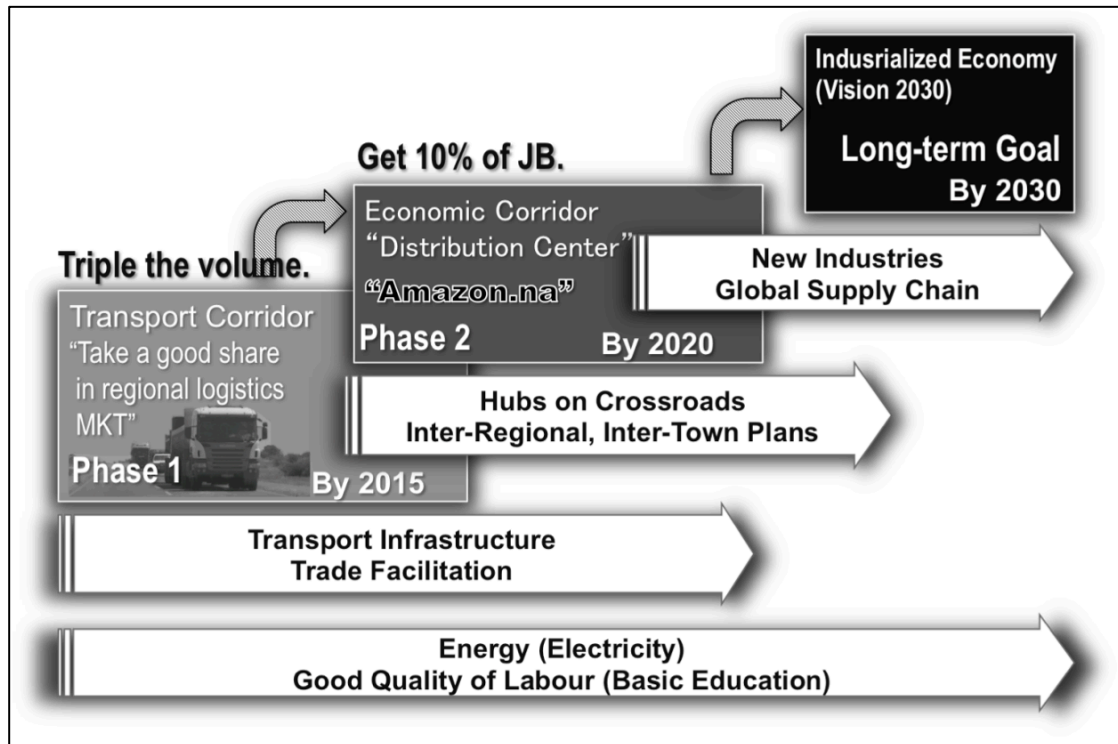 Indusrialized Economy
(Vision 2030)
Long-term Goal
By 2030
Get 10% of JB.
Economic Corridor
“Distribution Center”
“Amazon.na”
Phase 2
By 2020
New Industries
Global Supply Chain
Triple the volume.
Transport Corridor
“Take a good share
in regional logistics
MKT”
Phase 1
By 2015
Hubs on Crossroads
Inter-Regional, Inter-Town Plans
Transport Infrastructure
Trade Facilitation
Energy (Electricity)
Good Quality of Labour (Basic Education)